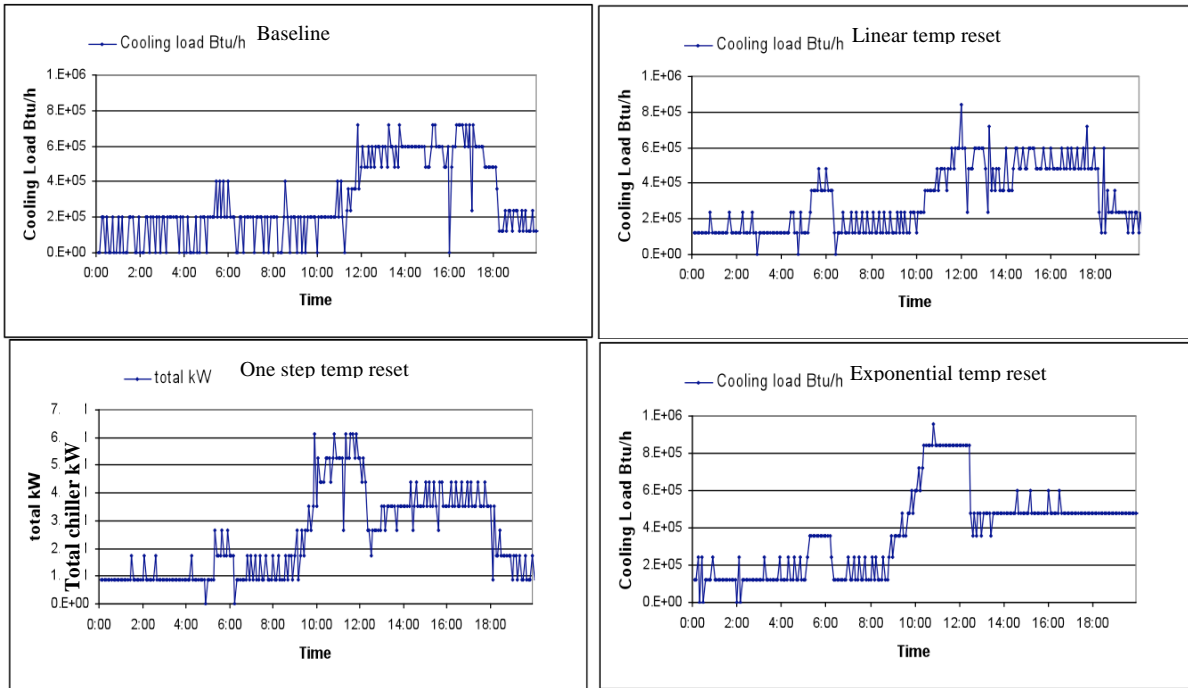 Baseline
Cooling load Btu/h
Cooling Load Btu/h
1.E+06
8.E+05
6.E+05
4.E+05
2.E+05
0.E+00
0:00 2:00 4:00 6:00 8:00 10:00 12:00 14:00 16:00 18:00
Time
Linear temp reset
Cooling load Btu/h
Cooling Load Btu/h
1.E+06
8.E+05
6.E+05
4.E+05
2.E+05
0.E+00
0:00 2:00 4:00 6:00 8:00 10:00 12:00 14:00 16:00 18:00
Time
One step temp reset
total kW
total kW
Total chiller kW
7.
6.
5.
4.
3.
2.
1.
0.E+00
0:00 2:00 4:00 6:00 8:00 10:00 12:00 14:00 16:00 18:00
Time
Exponential temp reset
Cooling load Btu/h
Cooling Load Btu/h
1.E+06
8.E+05
6.E+05
4.E+05
2.E+05
0.E+00
0:00 2:00 4:00 6:00 8:00 10:00 12:00 14:00 16:00 18:00
Time